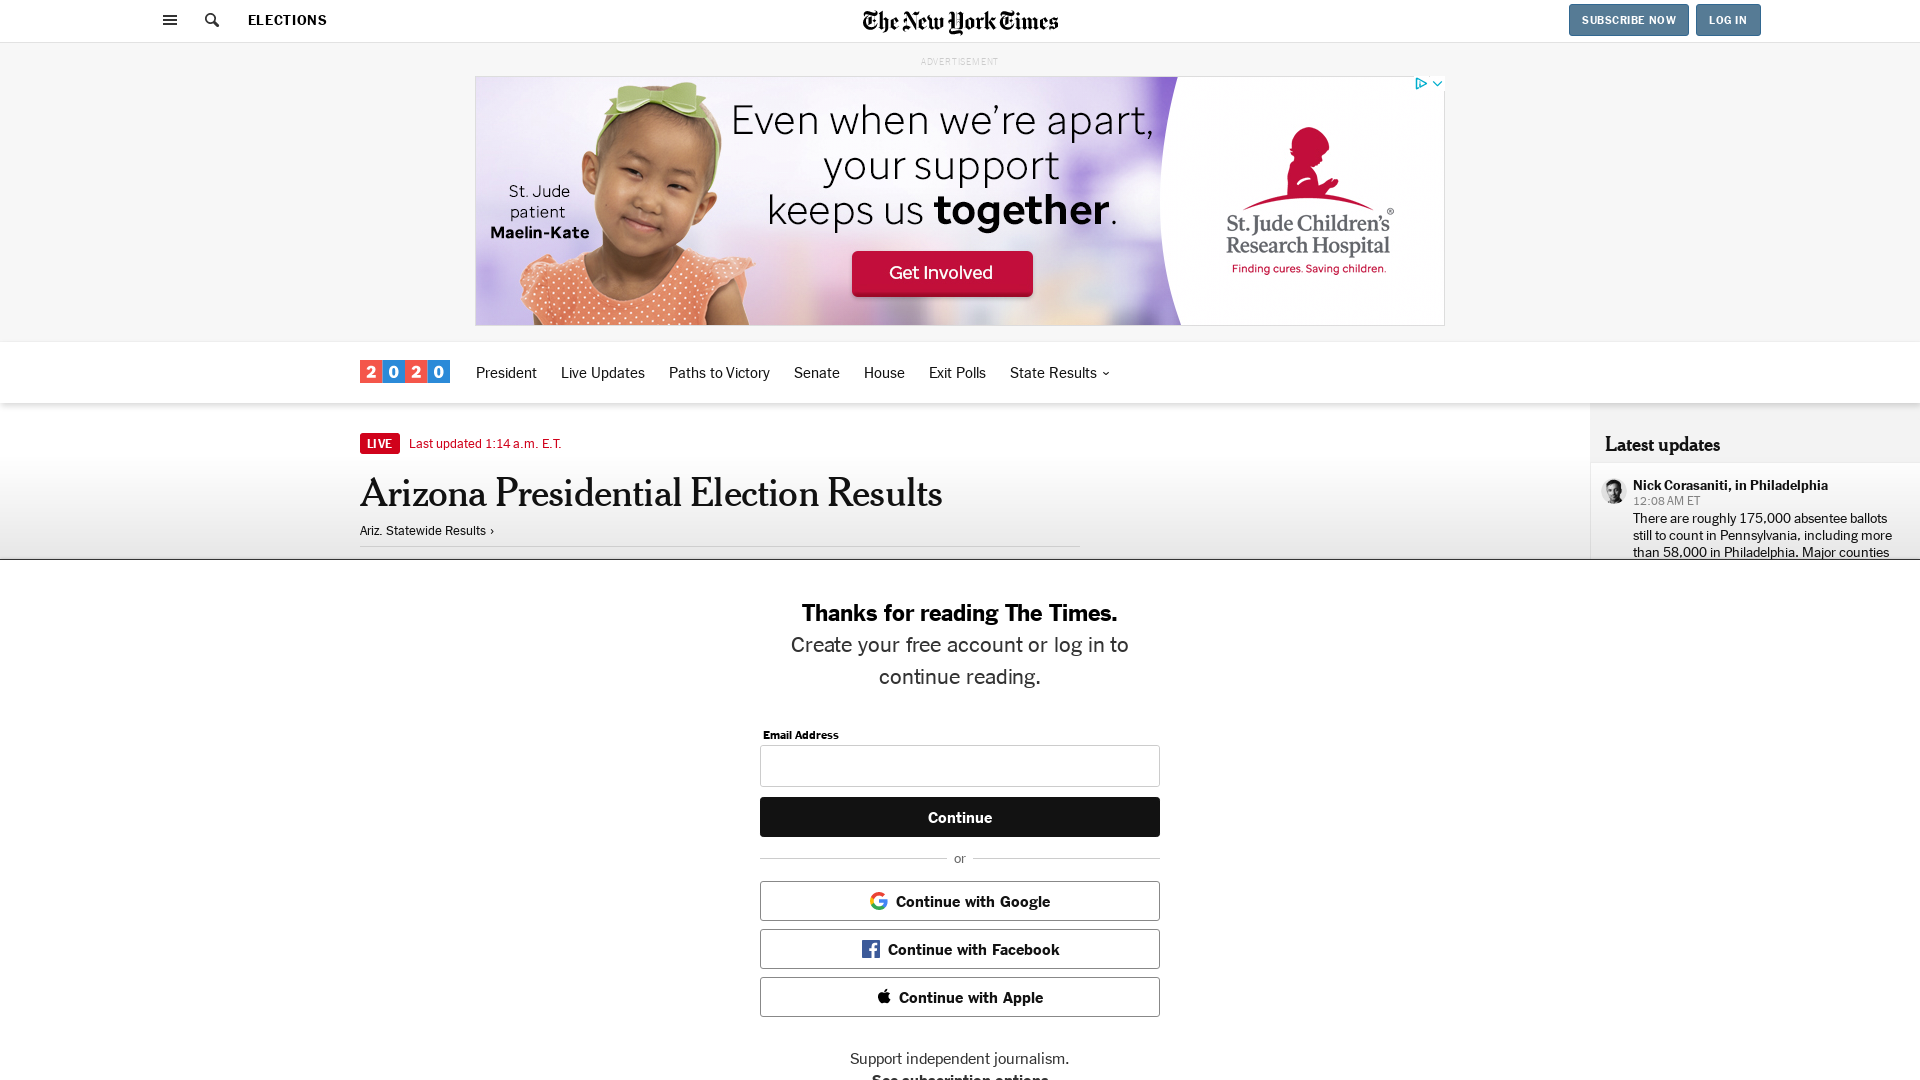 ELECTIONS
The New York Times
SUBSCRIBE NOW
LOG IN
ADVERTISEMENT
Even when we're apart,
your support
keeps us together.
St. Jude
patient
Maelin-Kate
Get Involved
St. Jude Children's®
Research Hospital
Finding cures. Saving children.
2020
President
Live Updates
Paths to Victory
Senate
House
Exit Polls
State Results
LIVE
Last updated 1:14 a.m. E.T.
Arizona Presidential Election Results
Ariz. Statewide Results ›
Latest updates
Nick Corasaniti, in Philadelphia
12:08 AM ET
There are roughly 175,000 absentee ballots
still to count in Pennsylvania, including more
than 58,000 in Philadelphia. Major counties
Thanks for reading The Times.
Create your free account or log in to
continue reading.
Email Address
Continue
or
Continue with Google
Continue with Facebook
Continue with Apple
Support independent journalism.
See subscription options